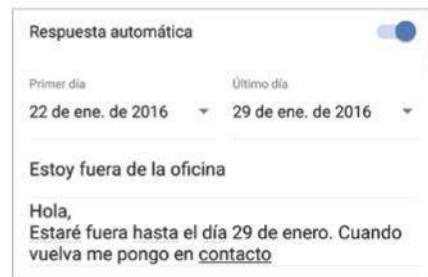 Respuesta automática
Primer día Último día
22 de ene. de 2016 29 de ene. de 2016
Estoy fuera de la oficina
Hola,
Estaré fuera hasta el día 29 de enero. Cuando
vuelva me pongo en contacto